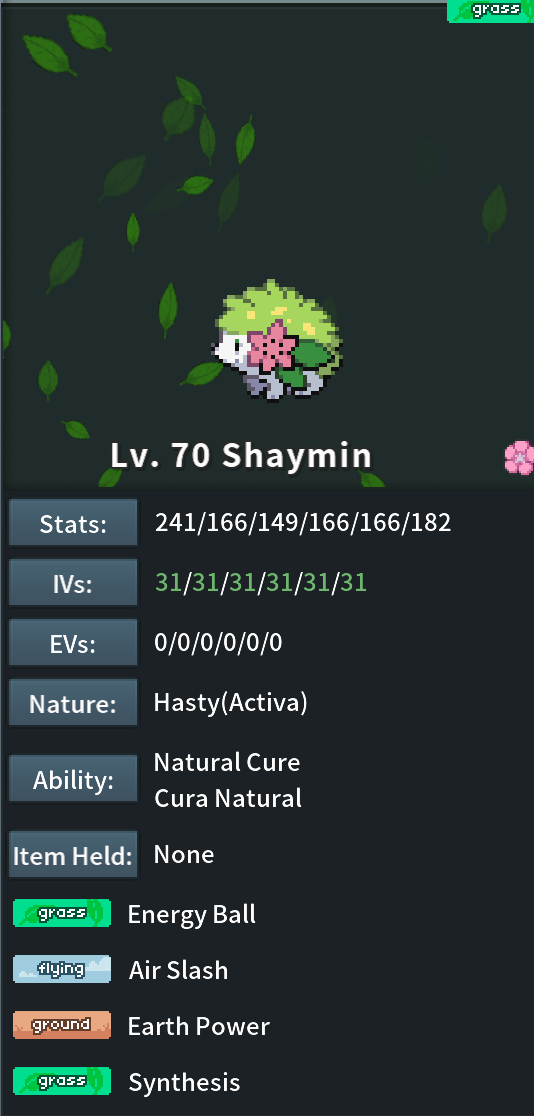 grass
Lv. 70 Shaymin
Stats: 241/166/149/166/166/182
IVs: 31/31/31/31/31/31
EVs: 0/0/0/0/0/0
Nature: Hasty(Activa)
Ability: Natural Cure
Cura Natural
Item Held: None
grass Energy Ball
flying Air Slash
ground Earth Power
grass Synthesis